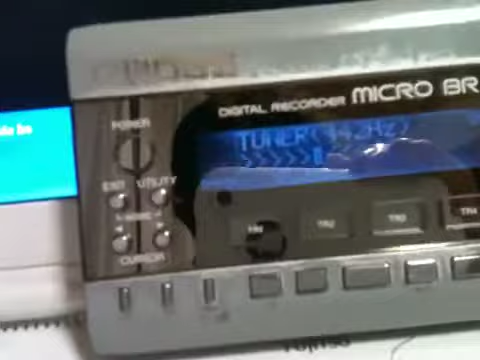 DIGITAL RECORDER MICRO BR
POWER
TUNER(442Hz)
>>>>>
EXIT UTILITY
CURSOR
TR1 TR2 TR3 TR4